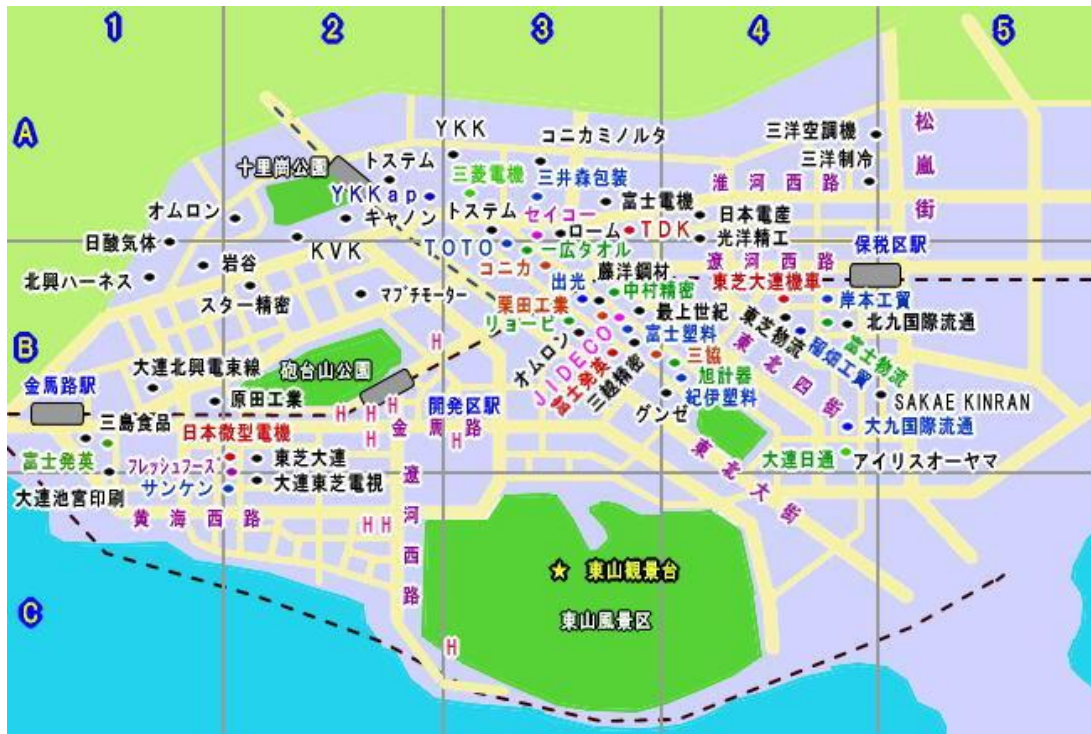 1
2
3
4
5
A
YKK
コニカミノルタ
三洋空調機
松嵐街
十里崗公園
トステム
三菱電機
三井森包装
三洋制冷
淮河西路
YKKap
オムロン
キャノン
トステム
セイコー
富士電機
日本電産
日酸気体
KVK
TOTO
ローム
TDK
光洋精工
保税区駅
一広タオル
遼河西路
北興ハーネス
岩谷
コニカ
藤洋鋼材
東芝大連機車
スター精密
マブチモーター
出光
中村精密
岸本工貿
栗田工業
最上世紀
リョービ
富士塑料
東芝物流
北九国際流通
B
H
オムロン
JIDECO
富士発英
三越精密
三協
東北四街
稲畑工貿
富士物流
大連北興電束線
砲台山公園
旭計器
金馬路駅
原田工業
開発区駅
グンゼ
紀伊塑料
SAKAE KINRAN
H
H
H
H
H
金馬路
三島食品
日本微型電機
大九国際流通
富士発英
フレッシュフーズ
東芝大連
東北大街
大連日通
アイリスオーヤマ
大連池宮印刷
サンケン
大連東芝電視
遼河西路
黄海西路
H
H
東山観景台
C
東山風景区
H